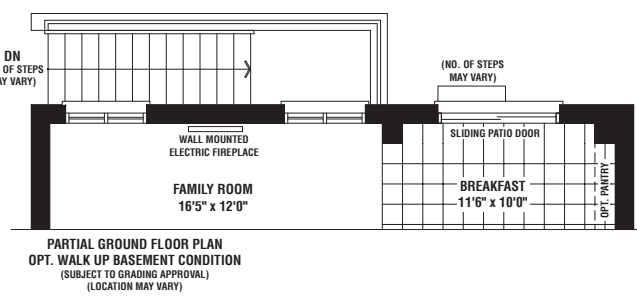 DN
OF STEPS
AY VARY)
(NO. OF STEPS
MAY VARY)
WALL MOUNTED
ELECTRIC FIREPLACE
SLIDING PATIO DOOR
FAMILY ROOM
16'5" x 12'0"
BREAKFAST
11'6" x 10'0"
OPT. PANTRY
PARTIAL GROUND FLOOR PLAN
OPT. WALK UP BASEMENT CONDITION
(SUBJECT TO GRADING APPROVAL)
(LOCATION MAY VARY)